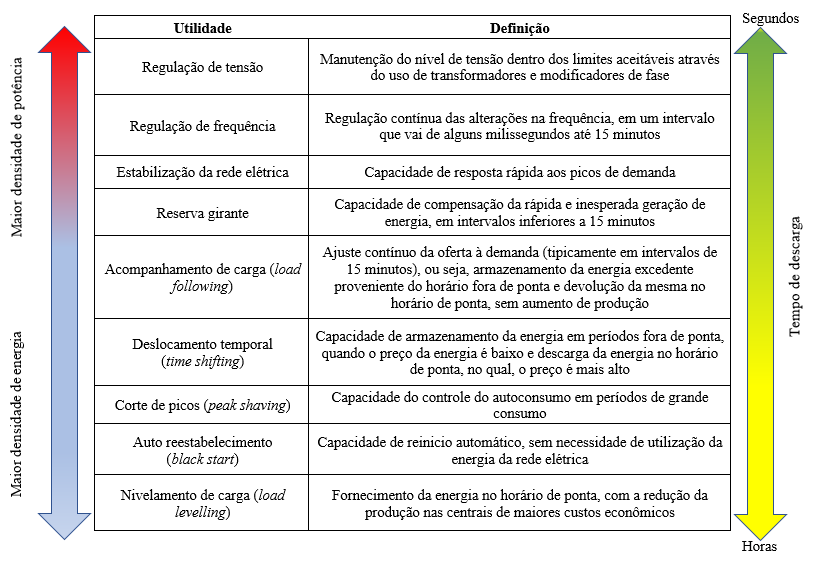 Segundos
Utilidade
Definição
Regulação de tensão
Manutenção do nível de tensão dentro dos limites aceitáveis através
do uso de transformadores e modificadores de fase
Regulação de frequência
Regulação contínua das alterações na frequência, em um intervalo
que vai de alguns milissegundos até 15 minutos
Estabilização da rede elétrica
Capacidade de resposta rápida aos picos de demanda
Reserva girante
Capacidade de compensação da rápida e inesperada geração de
energia, em intervalos inferiores a 15 minutos
Acompanhamento de carga (load
following)
Ajuste contínuo da oferta à demanda (tipicamente em intervalos de
15 minutos), ou seja, armazenamento da energia excedente
proveniente do horário fora de ponta e devolução da mesma no
horário de ponta, sem aumento de produção
Deslocamento temporal
(time shifting)
Capacidade de armazenamento da energia em períodos fora de ponta,
quando o preço da energia é baixo e descarga da energia no horário
de ponta, no qual, o preço é mais alto
Corte de picos (peak shaving)
Capacidade do controle do autoconsumo em períodos de grande
consumo
Auto reestabelecimento
(black start)
Capacidade de reinicio automático, sem necessidade de utilização da
energia da rede elétrica
Nivelamento de carga (load
levelling)
Fornecimento da energia no horário de ponta, com a redução da
produção nas centrais de maiores custos econômicos
Maior densidade de potência
Maior densidade de energia
Tempo de descarga
Horas